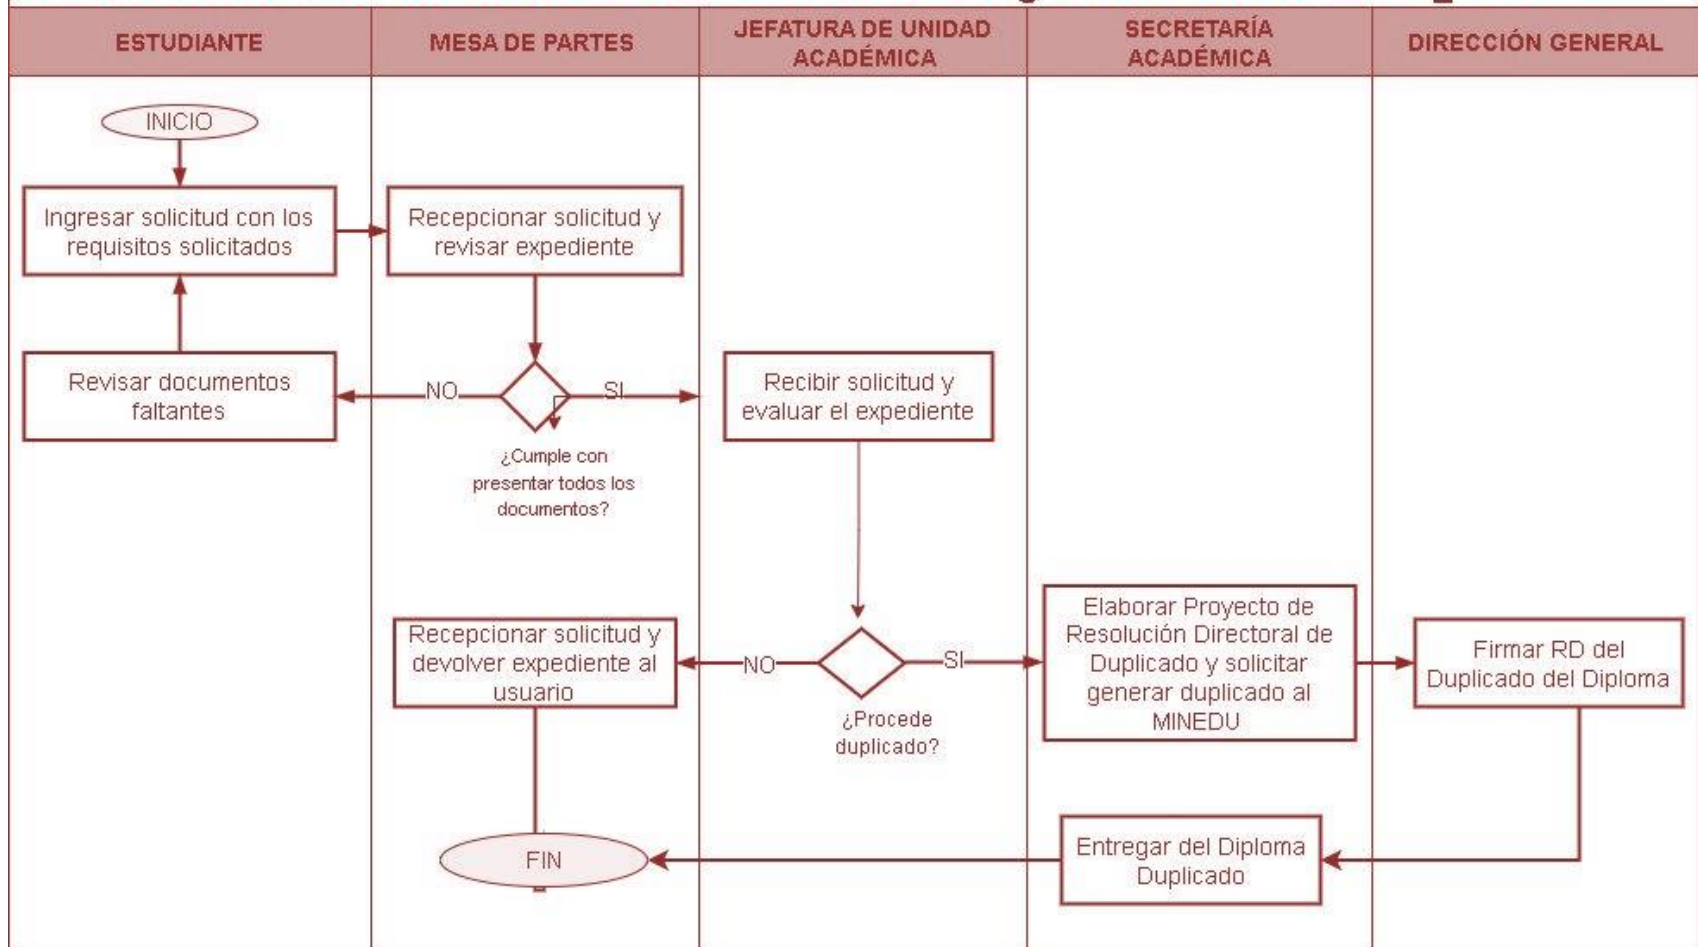 ESTUDIANTE
MESA DE PARTES
JEFATURA DE UNIDAD
ACADÉMICA
SECRETARÍA
ACADÉMICA
DIRECCIÓN GENERAL
INICIO
Ingresar solicitud con los
requisitos solicitados
Recepcionar solicitud y
revisar expediente
Revisar documentos
faltantes
NO
SI
¿Cumple con
presentar todos los
documentos?
Recibir solicitud y
evaluar el expediente
Recepcionar solicitud y
devolver expediente al
usuario
NO
SI
¿Procede
duplicado?
Elaborar Proyecto de
Resolución Directoral de
Duplicado y solicitar
generar duplicado al
MINEDU
Firmar RD del
Duplicado del Diploma
FIN
Entregar del Diploma
Duplicado